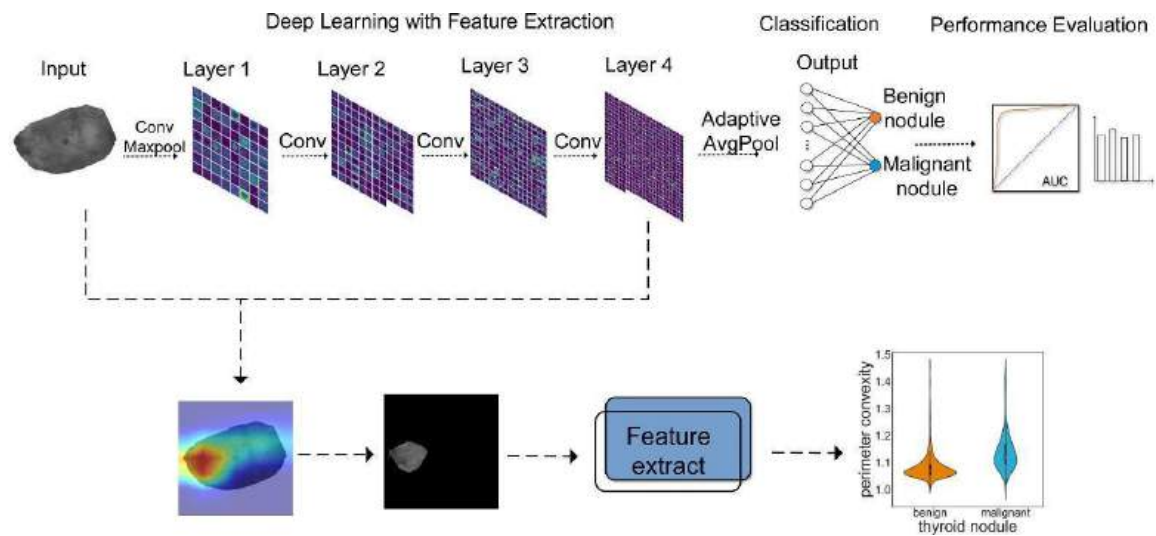 Deep Learning with Feature Extraction
Classification
Performance Evaluation
Input
Layer 1
Layer 2
Layer 3
Layer 4
Output
Conv
Maxpool
Conv
Conv
Conv
Adaptive
AvgPool
Benign
nodule
Malignant
nodule
AUC
Feature
extract
perimeter convexity
1.5
1.4
1.3
1.2
1.1
1.0
benign
malignant
thyroid nodule